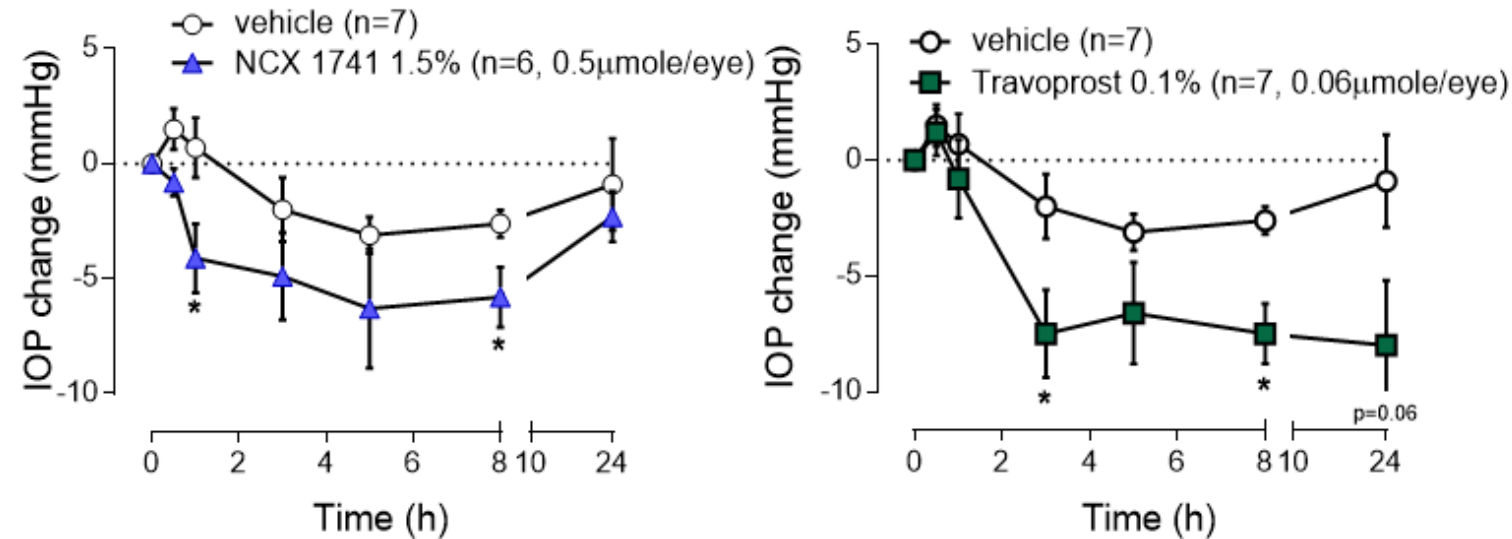 vehicle (n=7)
NCX 1741 1.5% (n=6, 0.5μmole/eye)
IOP change (mmHg)
5
0
-5
-10
*
*
0 2 4 6 8 10 24
Time (h)
vehicle (n=7)
Travoprost 0.1% (n=7, 0.06μmole/eye)
IOP change (mmHg)
5
0
-5
-10
*
*
p=0.06
0 2 4 6 8 10 24
Time (h)